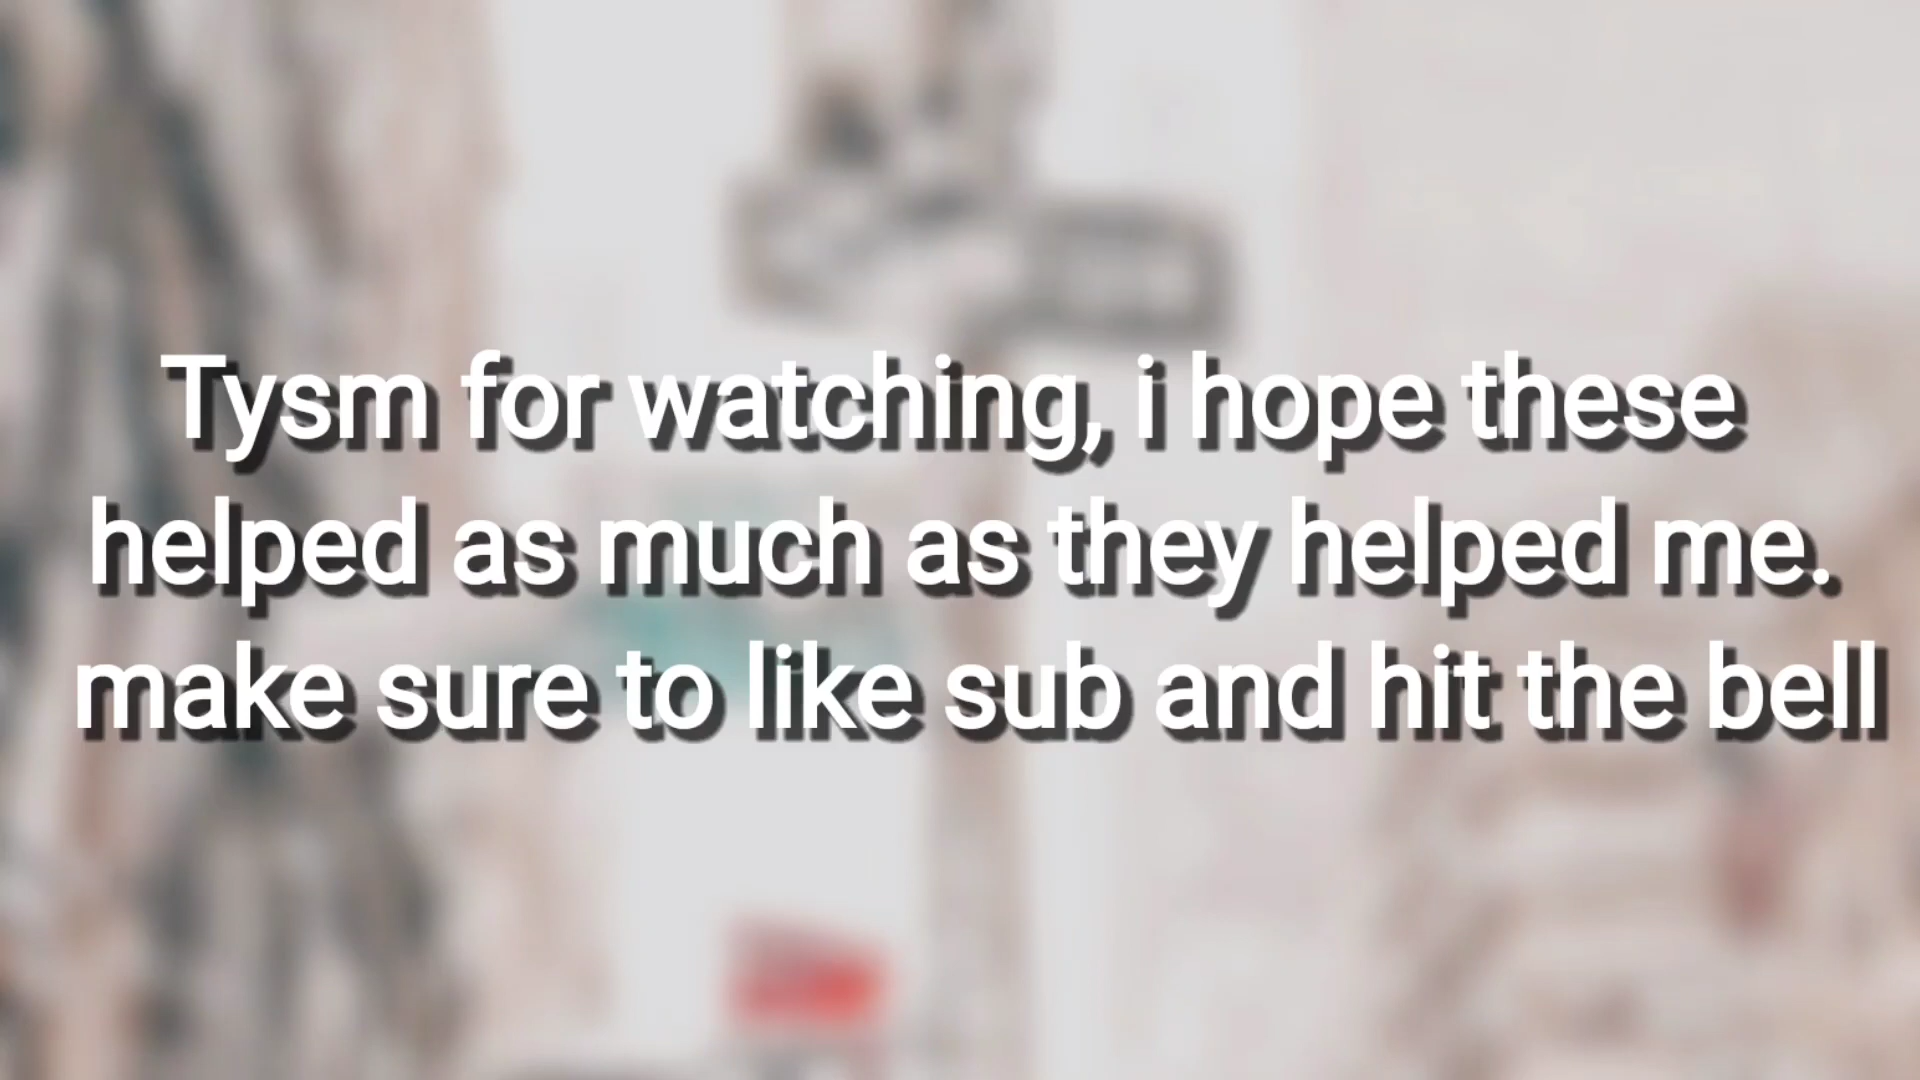 Tysm for watching, i hope these
helped as much as they helped me.
make sure to like sub and hit the bell